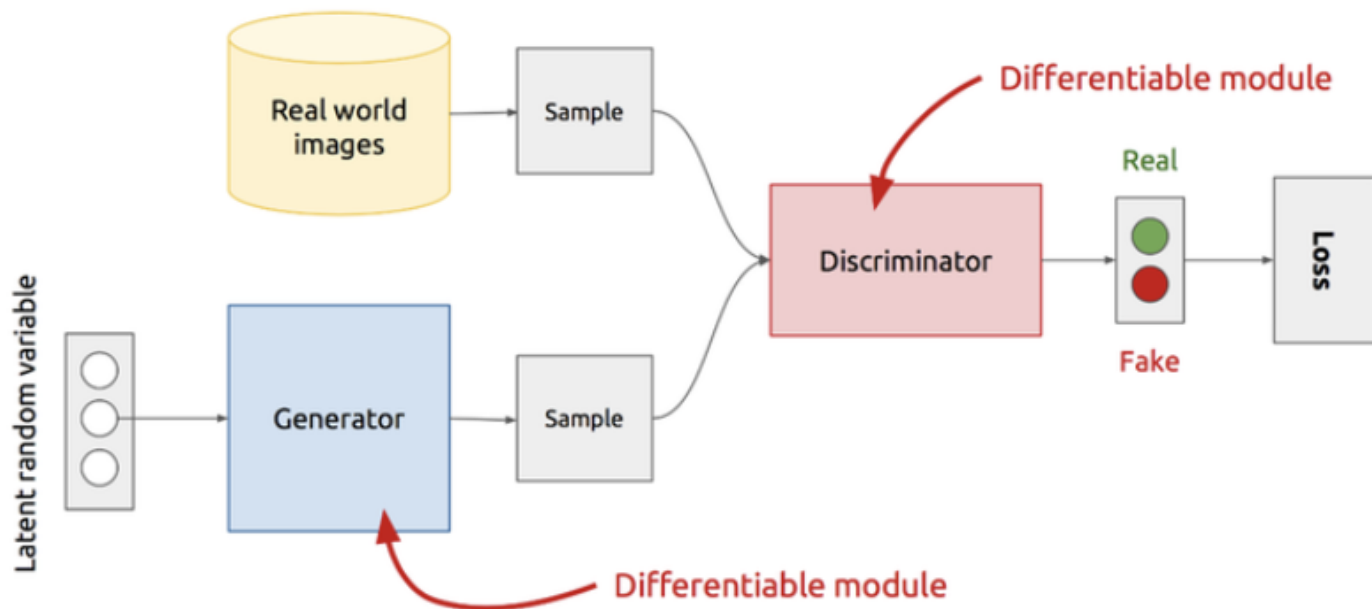 Real world
images
Sample
Differentiable module
Real
Discriminator
Loss
Fake
Latent random variable
Generator
Sample
Differentiable module